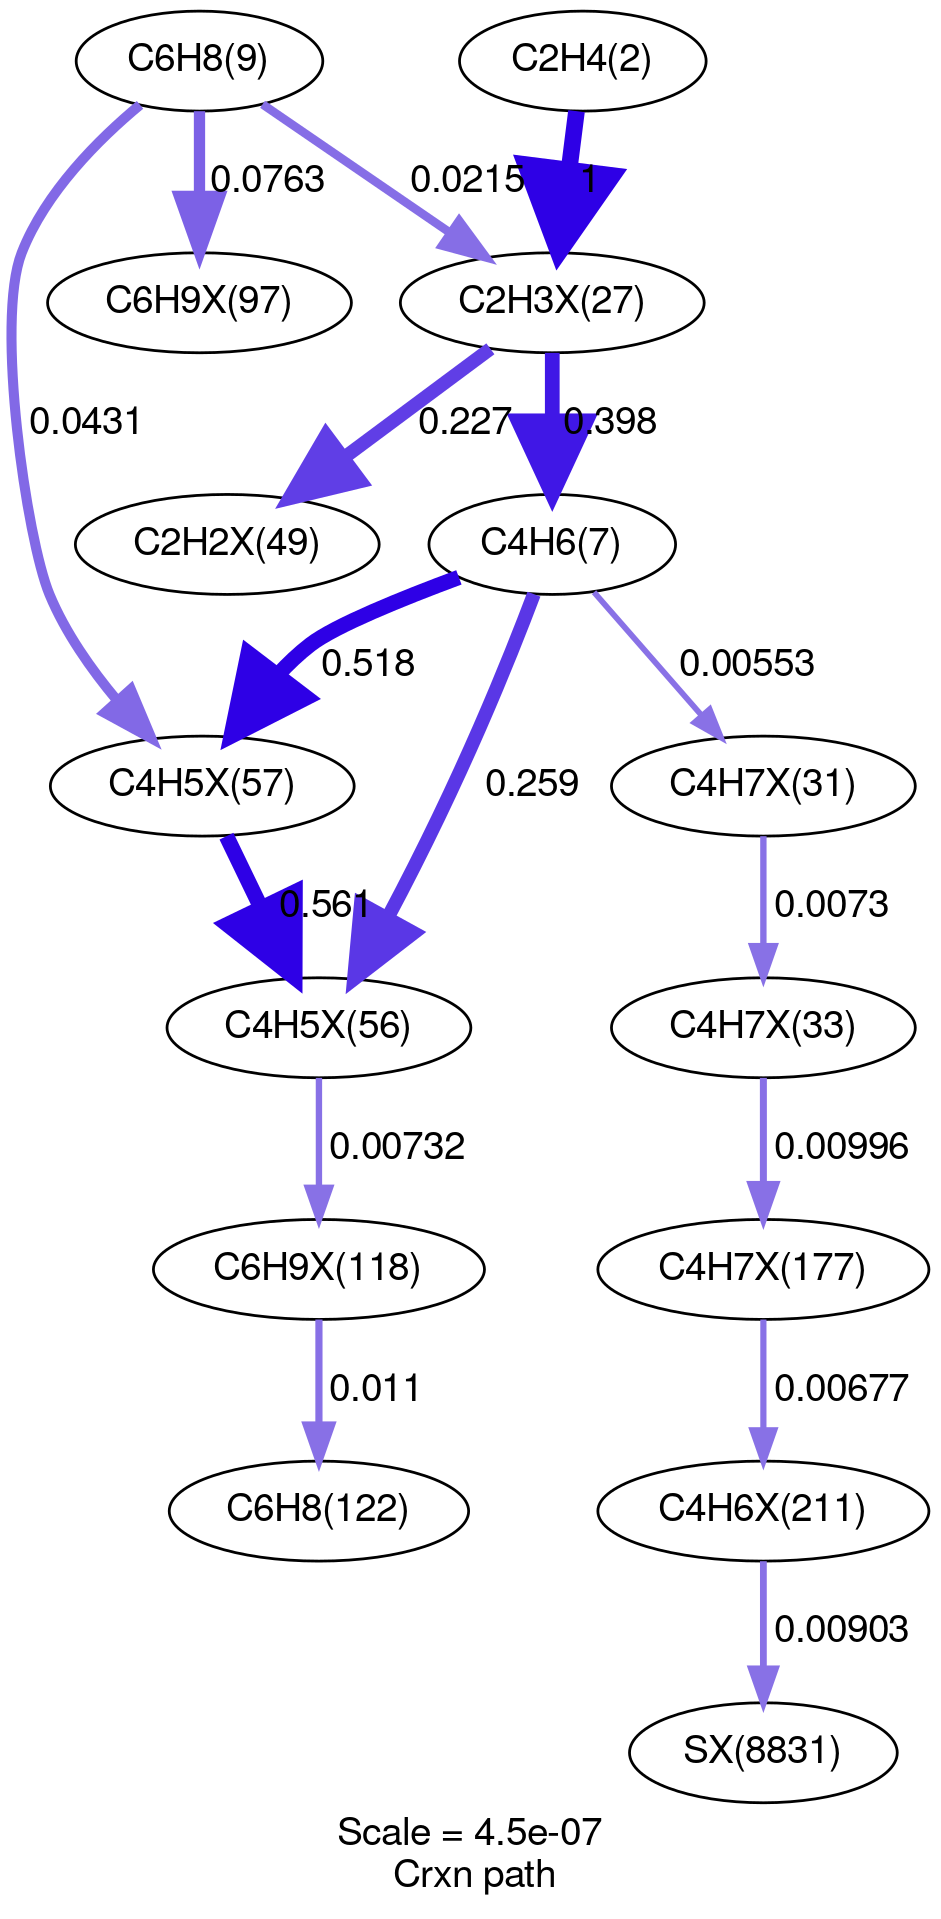 C6H8(9)
C2H4(2)
0.0763
0.0215
1
C6H9X(97)
C2H3X(27)
0.0431
0.227
0.398
C2H2X(49)
C4H6(7)
0.518
0.00553
C4H5X(57)
0.259
C4H7X(31)
0.561
0.0073
C4H5X(56)
C4H7X(33)
0.00732
0.00996
C6H9X(118)
C4H7X(177)
0.011
0.00677
C6H8(122)
C4H6X(211)
0.00903
SX(8831)
Scale = 4.5e-07
Crxn path